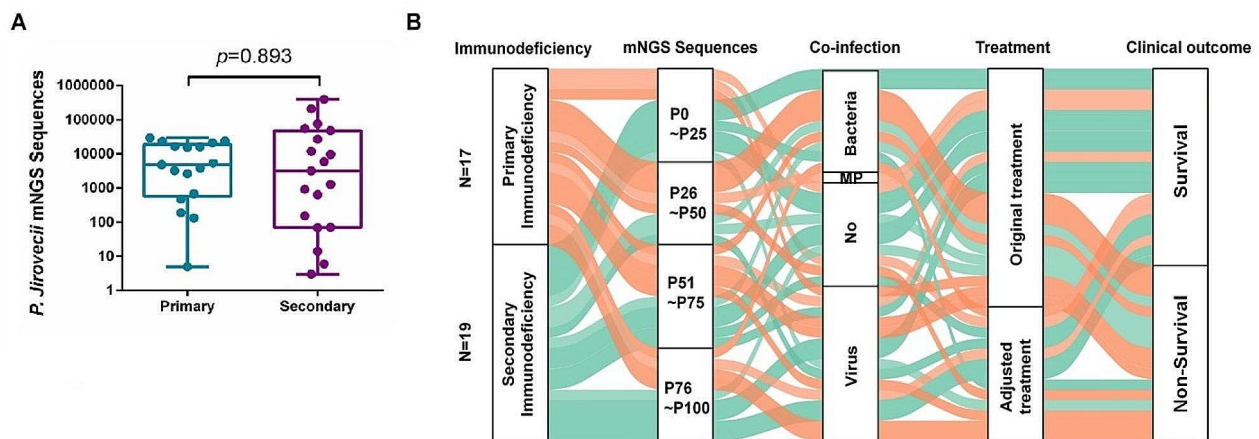 A
p=0.893
P. Jirovecii mNGS Sequences
1000000
100000
10000
1000
100
10
1
Primary
Secondary
B
Immunodeficiency
mNGS Sequences
Co-infection
Treatment
Clinical outcome
N=17
N=19
Primary
Immunodeficiency
Secondary
Immunodeficiency
P0
~P25
P26
~P50
P51
~P75
P76
~P100
Bacteria
MP
No
Virus
Original treatment
Adjusted
treatment
Survival
Non-Survival